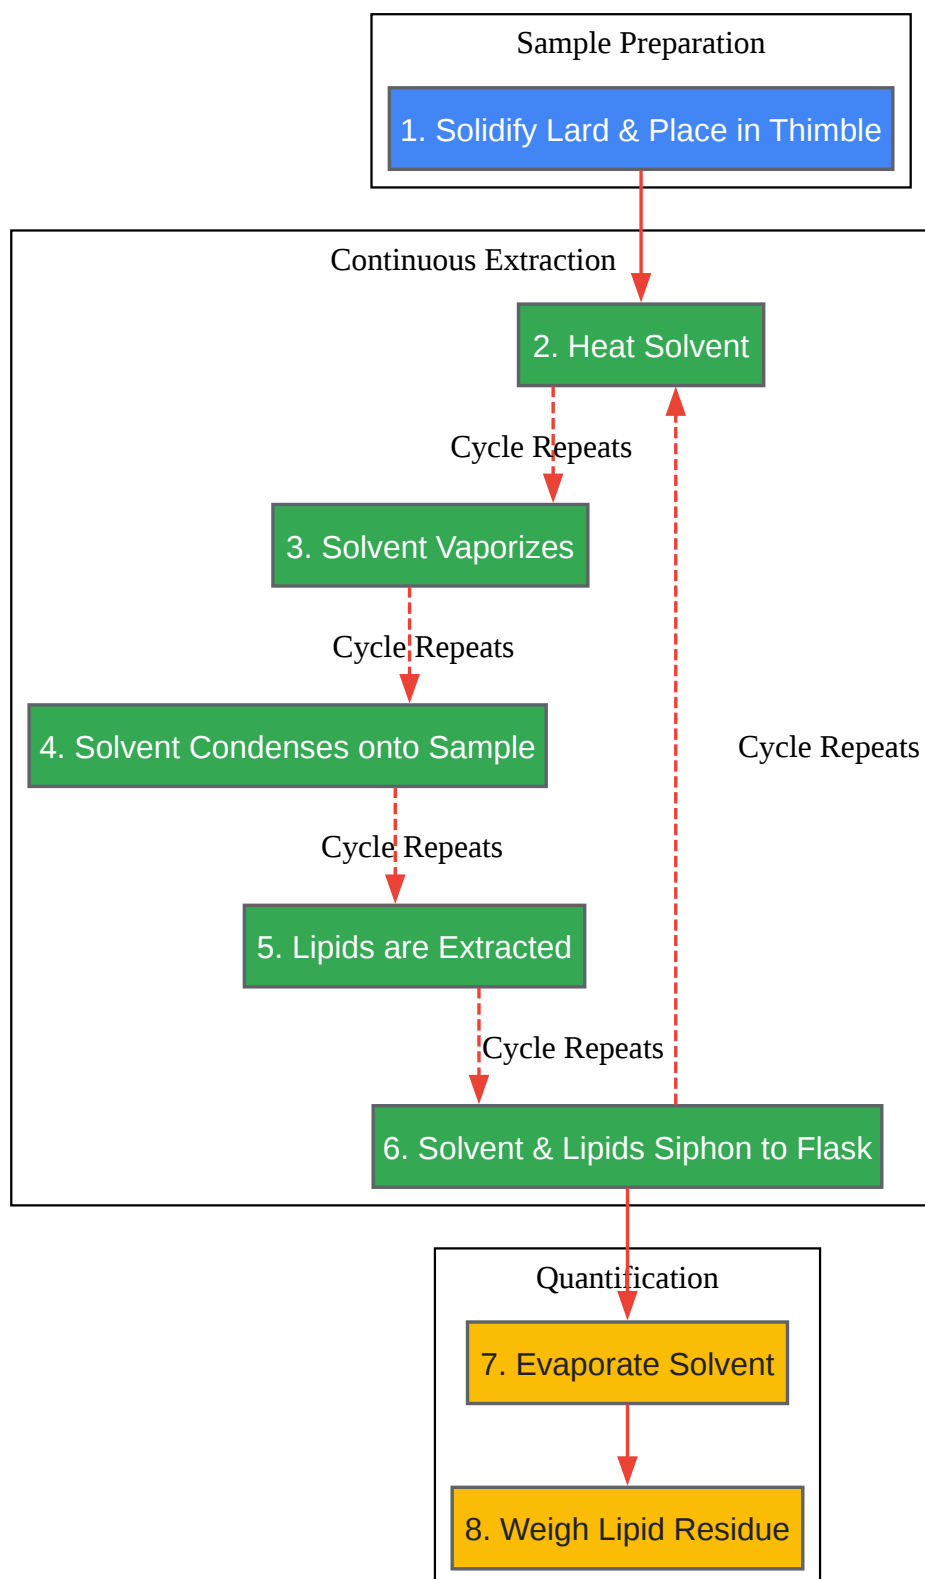 Sample Preparation
1. Solidify Lard & Place in Thimble
Continuous Extraction
2. Heat Solvent
Cycle Repeats
3. Solvent Vaporizes
Cycle Repeats
4. Solvent Condenses onto Sample
Cycle Repeats
Cycle Repeats
5. Lipids are Extracted
Cycle Repeats
6. Solvent & Lipids Siphon to Flask
Quantification
7. Evaporate Solvent
8. Weigh Lipid Residue